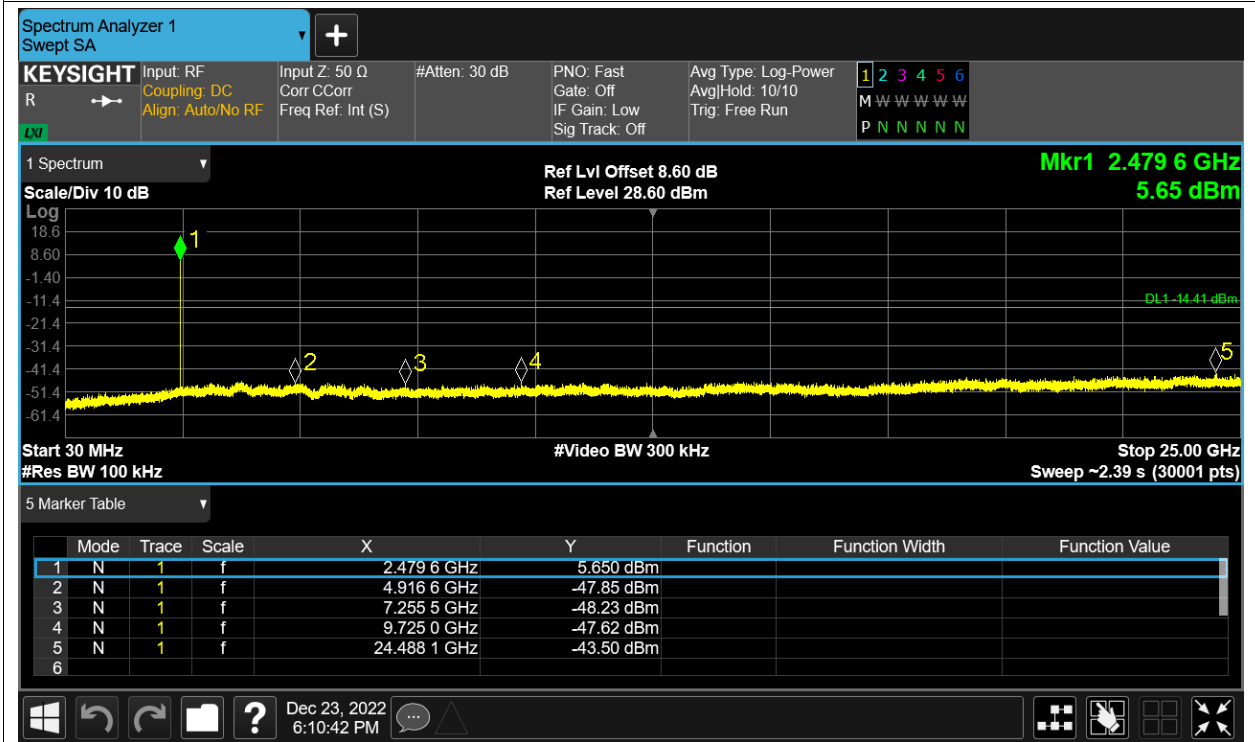 Spectrum Analyzer 1
Swept SA
KEYSIGHT
R
LXI
Input: RF
Coupling: DC
Align: Auto/No RF
Input Z: 50 Ω
Corr CCorr
Freq Ref: Int (S)
#Atten: 30 dB
PNO: Fast
Gate: Off
IF Gain: Low
Sig Track: Off
Avg Type: Log-Power
Avg|Hold: 10/10
Trig: Free Run
1 2 3 4 5 6
M W W W W W
P N N N N N
1 Spectrum
Scale/Div 10 dB
Ref Lvl Offset 8.60 dB
Ref Level 28.60 dBm
Mkr1 2.479 6 GHz
5.65 dBm
Log
18.6
8.60
-1.40
-11.4
-21.4
-31.4
-41.4
-51.4
-61.4
1
2
3
4
5
DL1 -14.41 dBm
Start 30 MHz
#Video BW 300 kHz
Stop 25.00 GHz
#Res BW 100 kHz
Sweep ~2.39 s (30001 pts)
5 Marker Table
Mode Trace Scale X Y Function Function Width Function Value
1 N 1 f 2.479 6 GHz 5.650 dBm
2 N 1 f 4.916 6 GHz -47.85 dBm
3 N 1 f 7.255 5 GHz -48.23 dBm
4 N 1 f 9.725 0 GHz -47.62 dBm
5 N 1 f 24.488 1 GHz -43.50 dBm
6
?
Dec 23, 2022
6:10:42 PM